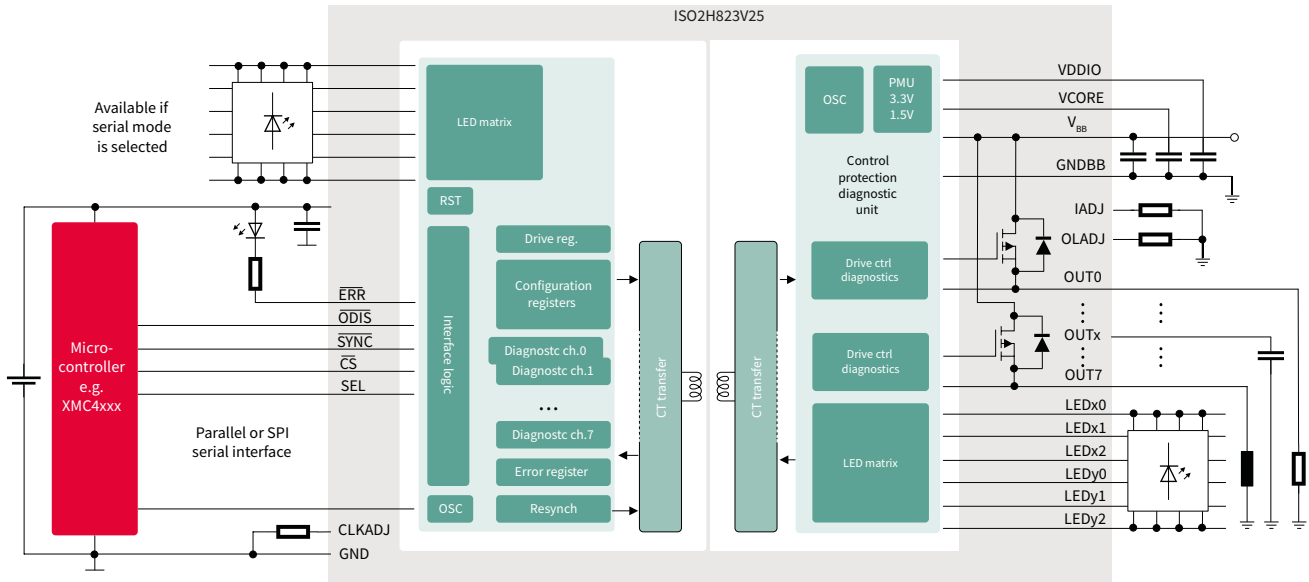 ISO2H823V25
Available if
serial mode
is selected
LED matrix
RST
Drive reg.
Configuration
registers
Interface logic
Diagnostc ch.0
Diagnostc ch.1
...
Diagnostc ch.7
Error register
Resynch
OSC
CT transfer
CT transfer
ERR
ODIS
SYNC
CS
SEL
Micro-
controller
e.g.
XMC4xxx
Parallel or SPI
serial interface
CLKADJ
GND
OSC
PMU
3.3V
1.5V
Control
protection
diagnostic
unit
Drive ctrl
diagnostics
Drive ctrl
diagnostics
LED matrix
VDDIO
VCORE
VBB
GNDBB
IADJ
OLADJ
OUT0
OUTx
OUT7
LEDx0
LEDx1
LEDx2
LEDy0
LEDy1
LEDy2